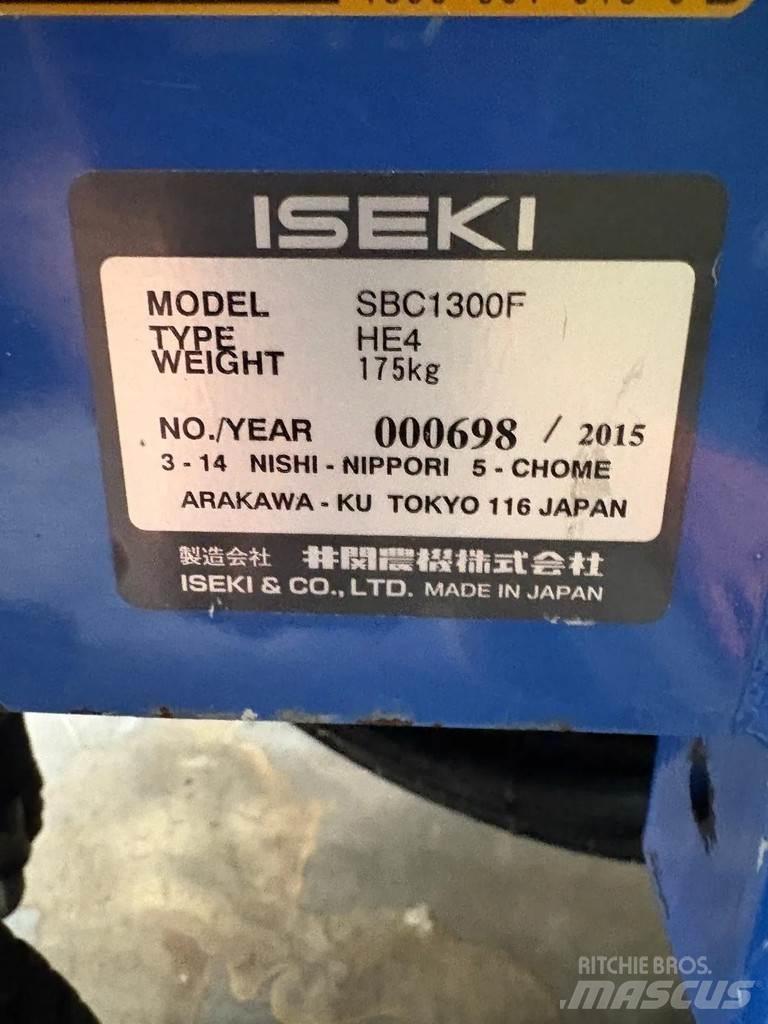 ISEKI
MODEL SBC1300F
TYPE HE4
WEIGHT 175kg
NO./YEAR 000698 / 2015
3 - 14 NISHI - NIPPORI 5 - CHOME
ARAKAWA - KU TOKYO 116 JAPAN
製造会社 井関農機株式会社
ISEKI & CO., LTD. MADE IN JAPAN
RITCHIE BROS.
MASCUS